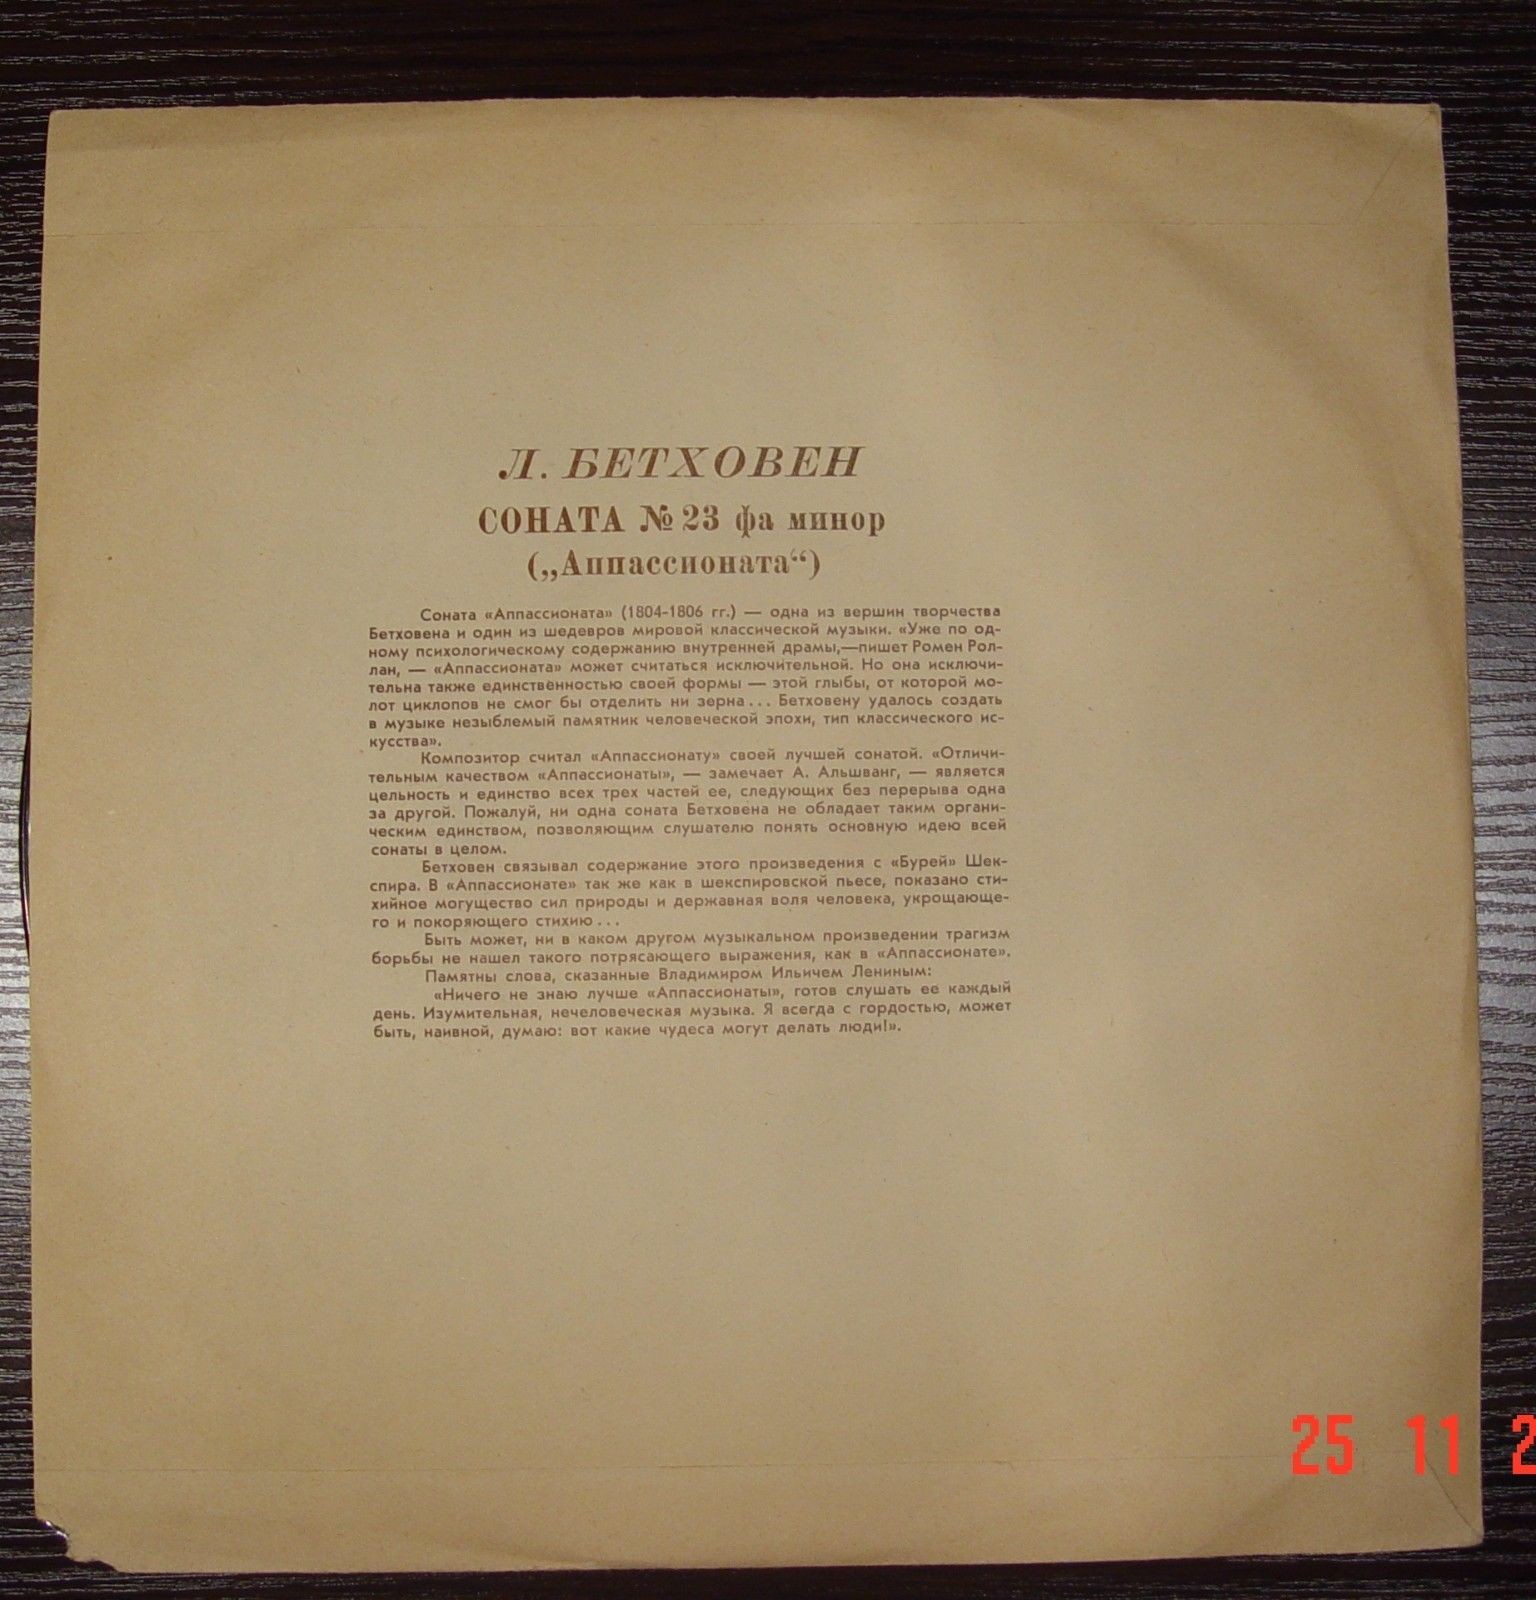 Л. БЕТХОВЕН
СОНАТА № 23 фа минор
(„Аппассионата“)
Соната «Аппассионата» (1804-1806 гг.) — одна из вершин творчества
Бетховена и один из шедевров мировой классической музыки. «Уже по од-
ному психологическому содержанию внутренней драмы,—пишет Ромен Рол-
лан, — «Аппассионата» может считаться исключительной. Но она исключи-
тельна также единственностью своей формы — этой глыбы, от которой мо-
лот циклопов не смог бы отделить ни зерна... Бетховену удалось создать
в музыке незыблемый памятник человеческой эпохи, тип классического ис-
кусства».
Композитор считал «Аппассионату» своей лучшей сонатой. «Отличи-
тельным качеством «Аппассионаты», — замечает А. Альшванг, — является
цельность и единство всех трех частей ее, следующих без перерыва одна
за другой. Пожалуй, ни одна соната Бетховена не обладает таким органи-
ческим единством, позволяющим слушателю понять основную идею всей
сонаты в целом.
Бетховен связывал содержание этого произведения с «Бурей» Шек-
спира. В «Аппассионате» так же как в шекспировской пьесе, показано сти-
хийное могущество сил природы и державная воля человека, укрощающе-
го и покоряющего стихию...
Быть может, ни в каком другом музыкальном произведении трагизм
борьбы не нашел такого потрясающего выражения, как в «Аппассионате».
Памятны слова, сказанные Владимиром Ильичем Лениным:
«Ничего не знаю лучше «Аппассионаты», готов слушать ее каждый
день. Изумительная, нечеловеческая музыка. Я всегда с гордостью, может
быть, наивной, думаю: вот какие чудеса могут делать люди!».
25 11 2